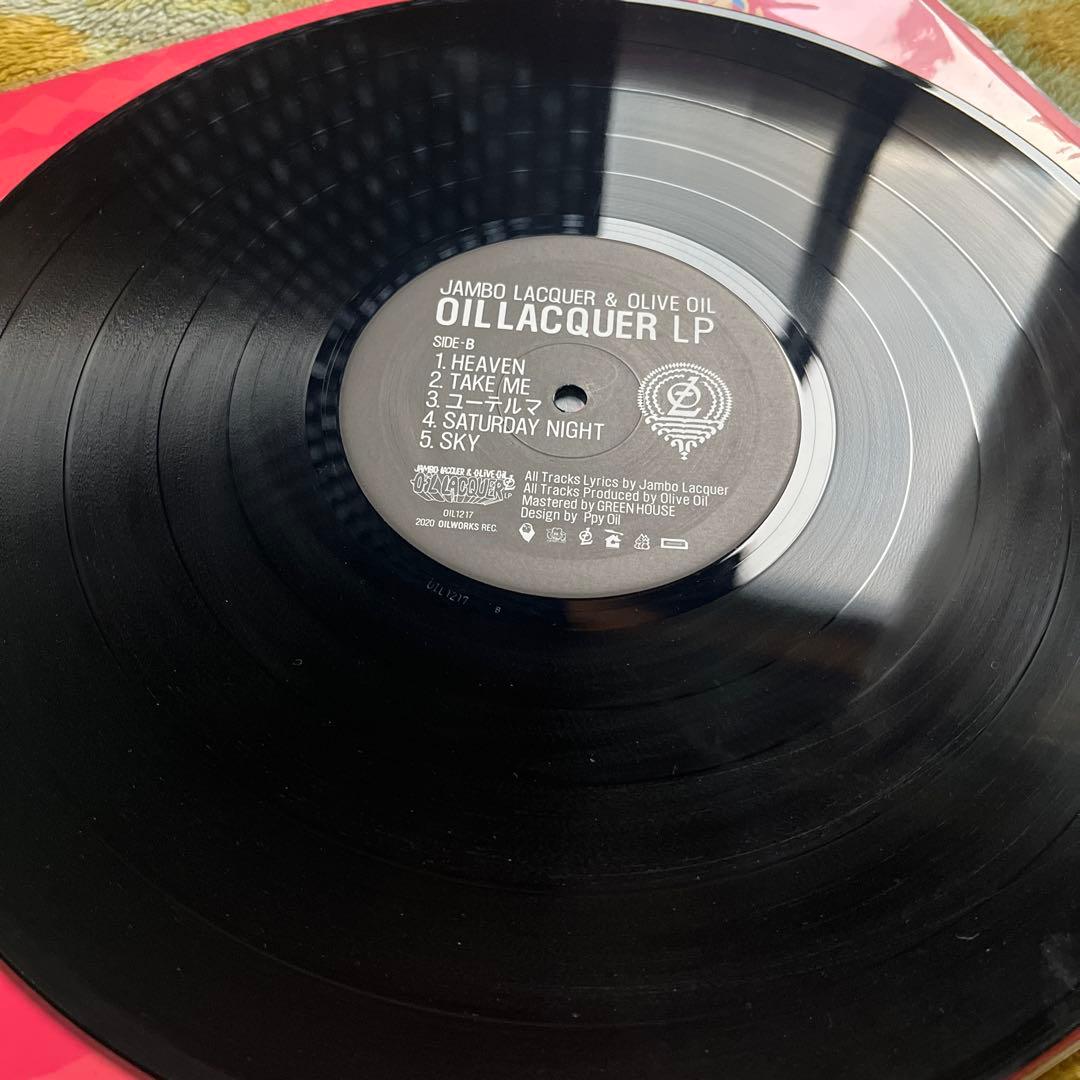 JAMBO LACQUER & OLIVE OIL
OILLACQUER LP
SIDE-B
1. HEAVEN
2. TAKE ME
3. ユーテルマ
4. SATURDAY NIGHT
5. SKY
JAMBO LACQUER & OLIVE OIL
OIL LACQUER LP
OIL1217
2020 OILWORKS REC.
All Tracks Lyrics by Jambo Lacquer
All Tracks Produced by Olive Oil
Mastered by GREEN HOUSE
Design by Ppy Oil
OIL1217 B